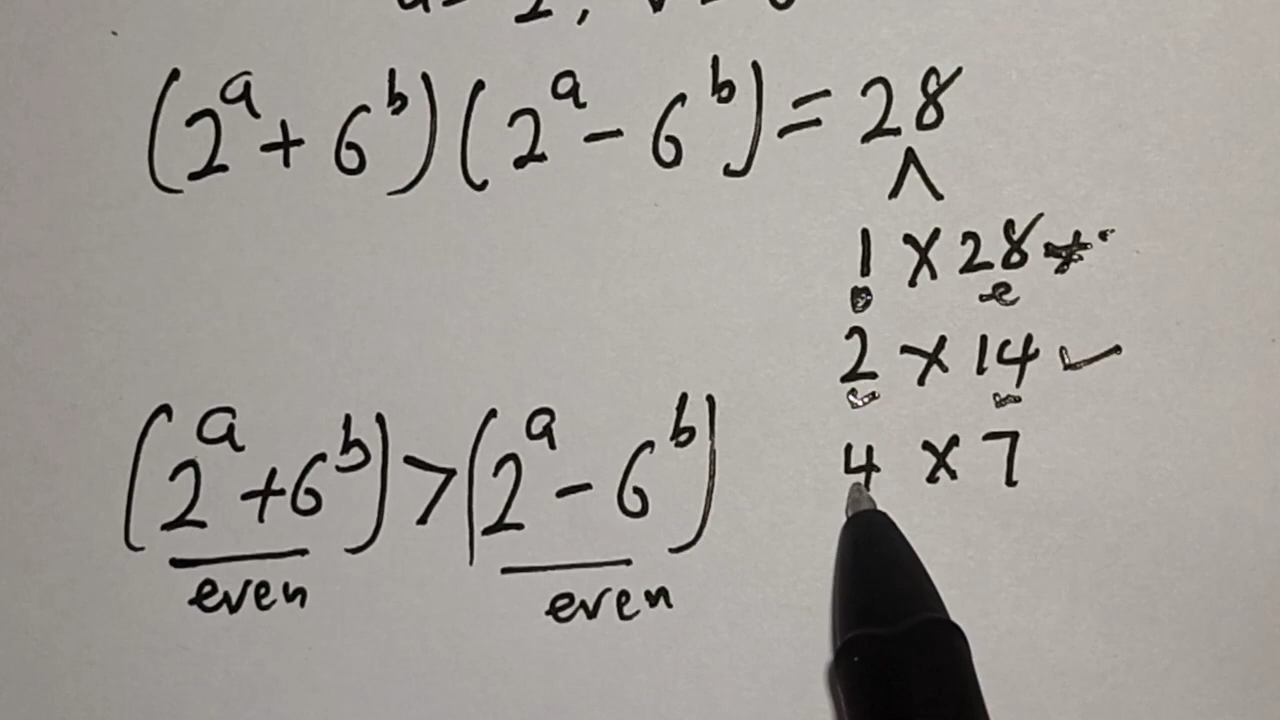 (2^a + 6^b)(2^a - 6^b) = 28
1 × 28
e
2 × 14 ✓
4 × 7
(2^a + 6^b) > (2^a - 6^b)
even even